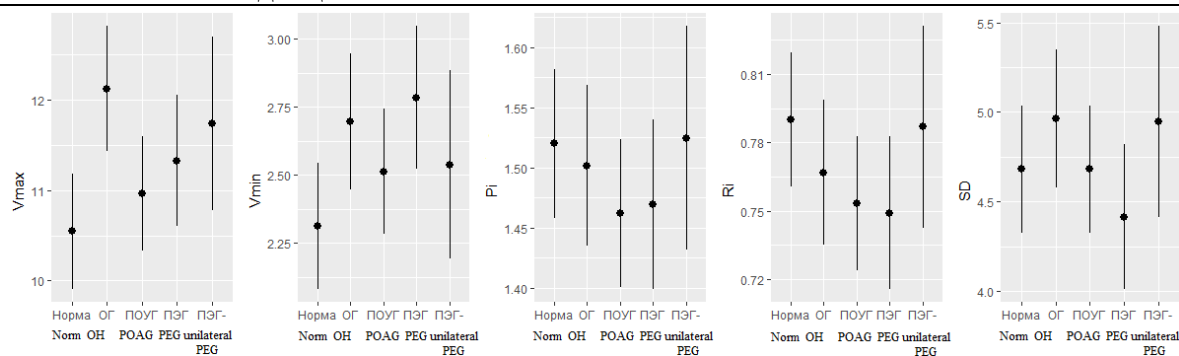 Vmax
12
11
10
Норма ОГ ПОУГ ПЭГ ПЭГ-
Norm OH POAG PEG unilateral
PEG
Vmin
3.00
2.75
2.50
2.25
Норма ОГ ПОУГ ПЭГ ПЭГ-
Norm OH POAG PEG unilateral
PEG
Pi
1.60
1.55
1.50
1.45
1.40
Норма ОГ ПОУГ ПЭГ ПЭГ-
Norm OH POAG PEG unilateral
PEG
Ri
0.81
0.78
0.75
0.72
Норма ОГ ПОУГ ПЭГ ПЭГ-
Norm OH POAG PEG unilateral
PEG
SD
5.5
5.0
4.5
4.0
Норма ОГ ПОУГ ПЭГ ПЭГ-
Norm OH POAG PEG unilateral
PEG